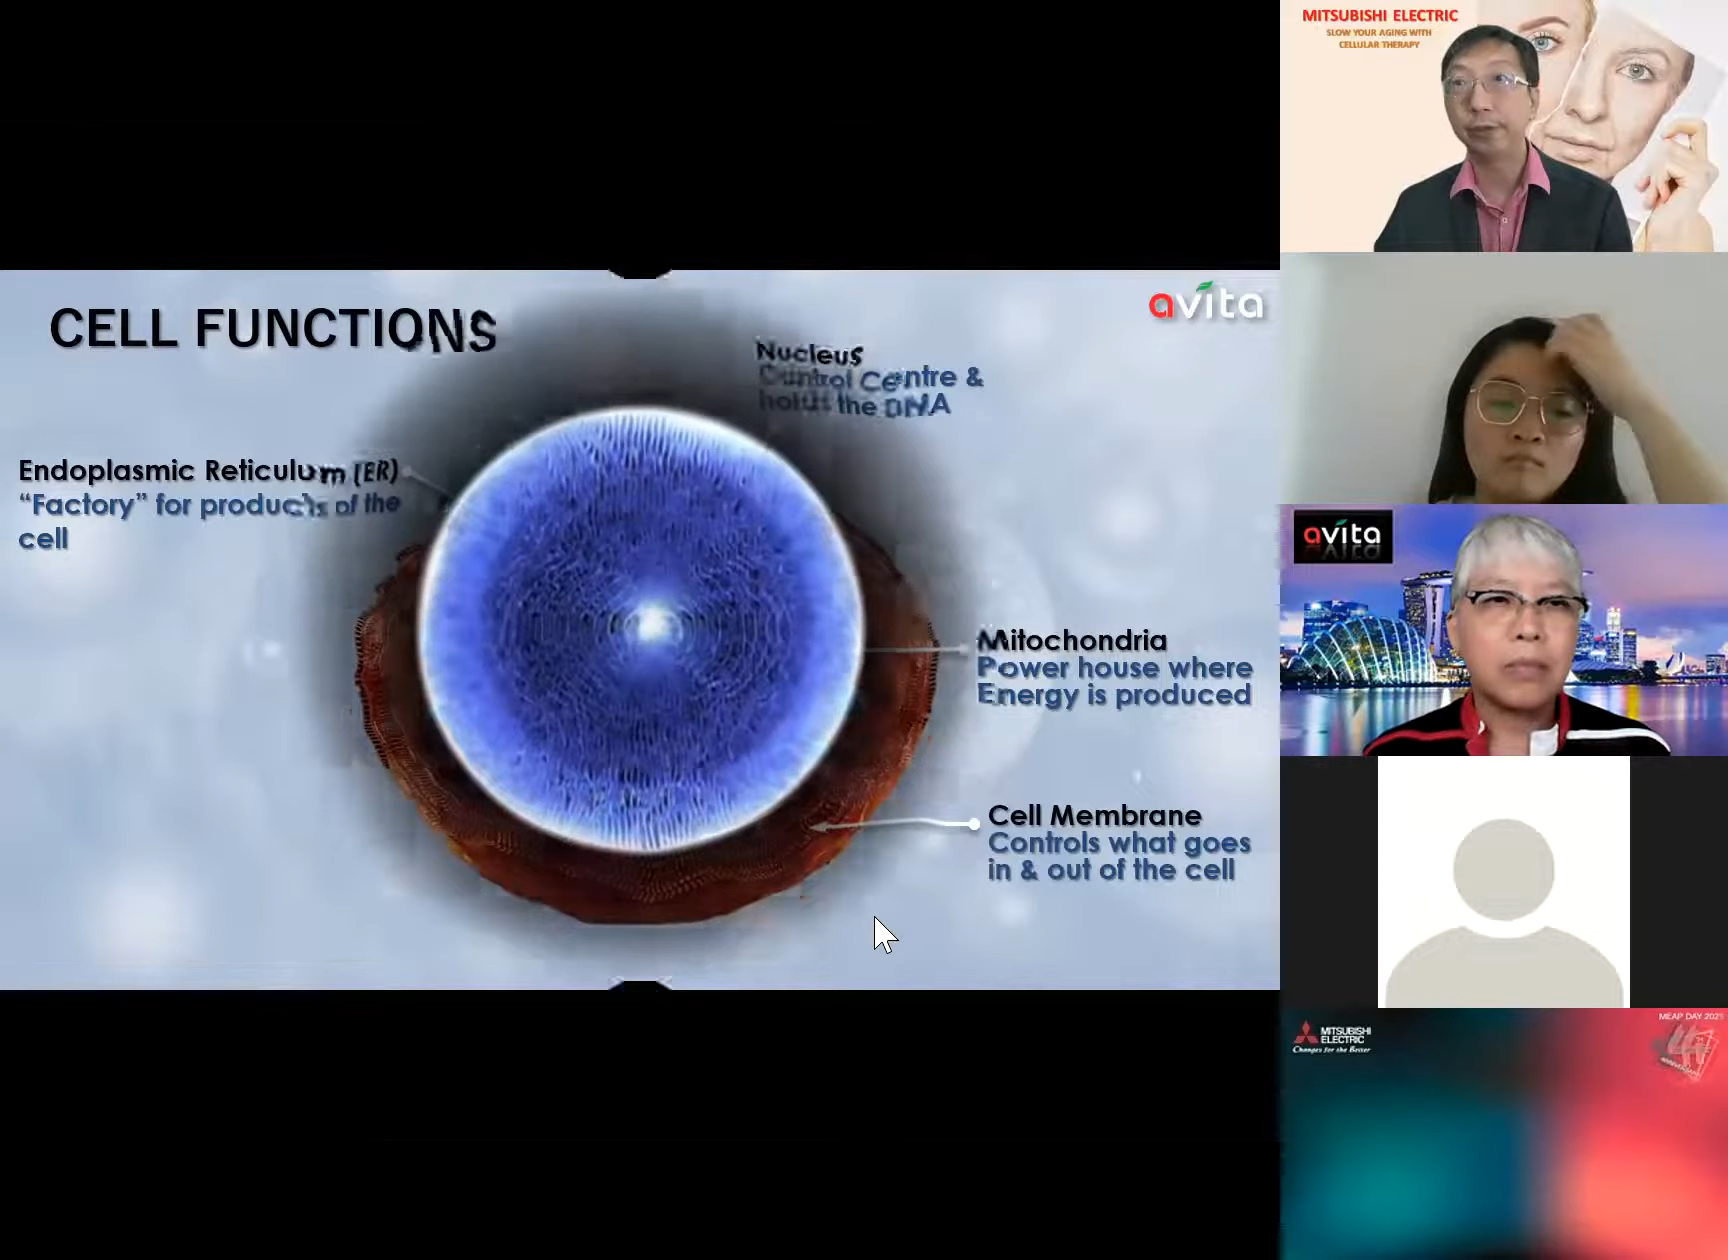 CELL FUNCTIONS
avita
Nucleus
Control Centre &
holds the DNA
Endoplasmic Reticulum (ER)
“Factory” for products of the
cell
Mitochondria
Power house where
Energy is produced
Cell Membrane
Controls what goes
in & out of the cell
MITSUBISHI ELECTRIC
SLOW YOUR AGING WITH
CELLULAR THERAPY
avita
MITSUBISHI
ELECTRIC
Changes for the Better
MEAP DAY